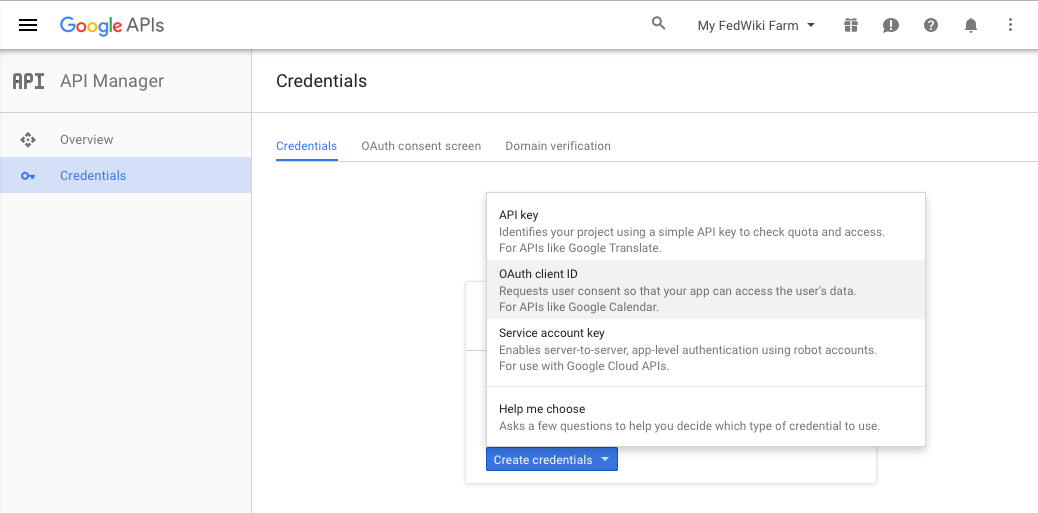 Google APIs
My FedWiki Farm
API API Manager
Credentials
Overview
Credentials
Credentials OAuth consent screen Domain verification
API key
Identifies your project using a simple API key to check quota and access.
For APIs like Google Translate.
OAuth client ID
Requests user consent so that your app can access the user's data.
For APIs like Google Calendar.
Service account key
Enables server-to-server, app-level authentication using robot accounts.
For use with Google Cloud APIs.
Help me choose
Asks a few questions to help you decide which type of credential to use.
Create credentials